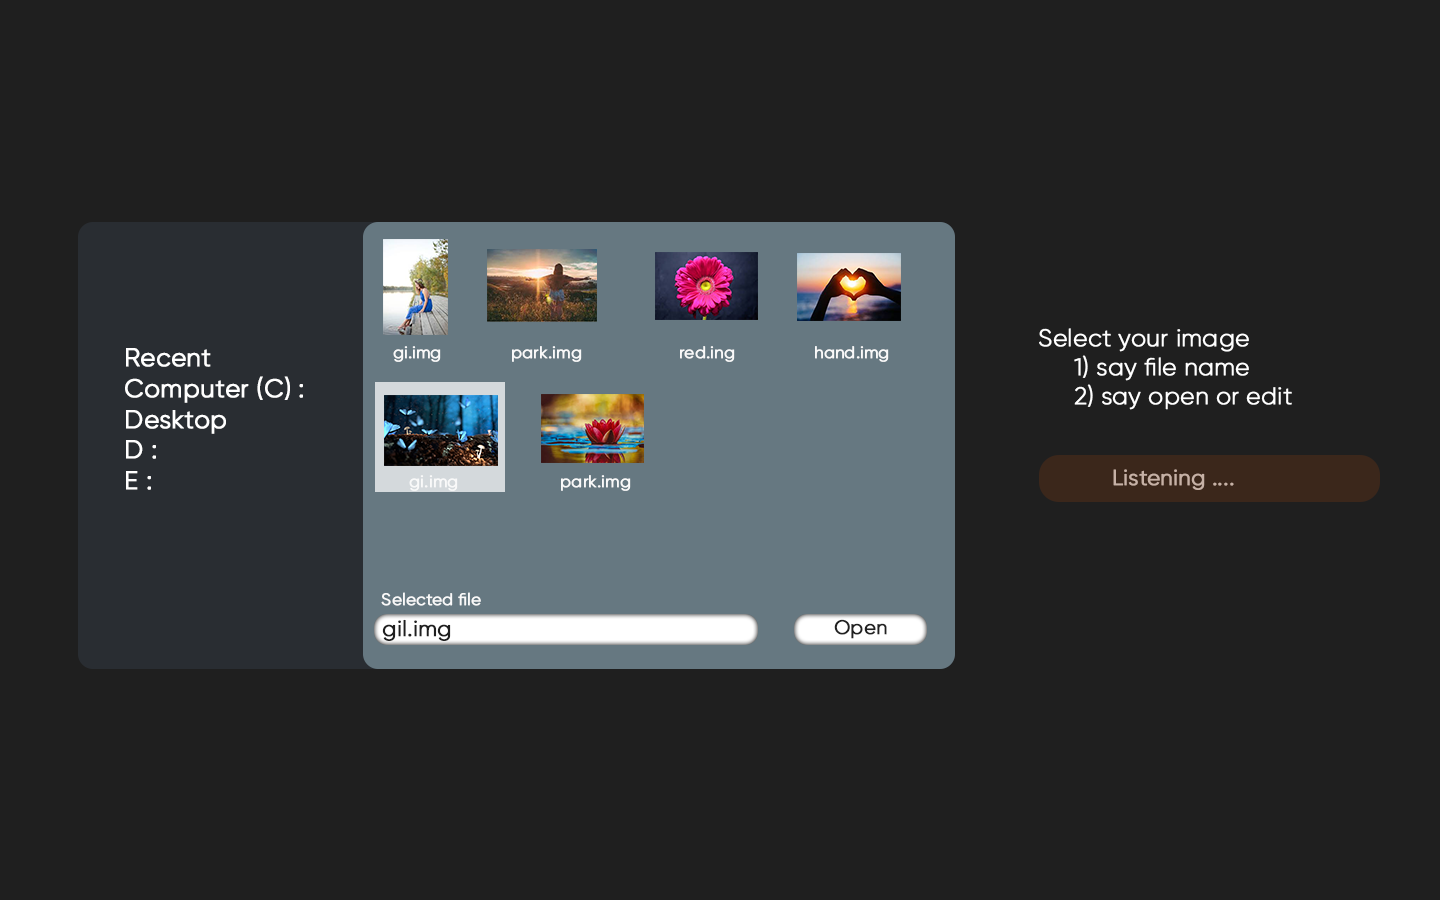 Recent
Computer (C) :
Desktop
D :
E :
gi.img
park.img
red.ing
hand.img
gi.img
park.img
Selected file
gil.img
Open
Select your image
1) say file name
2) say open or edit
Listening ....